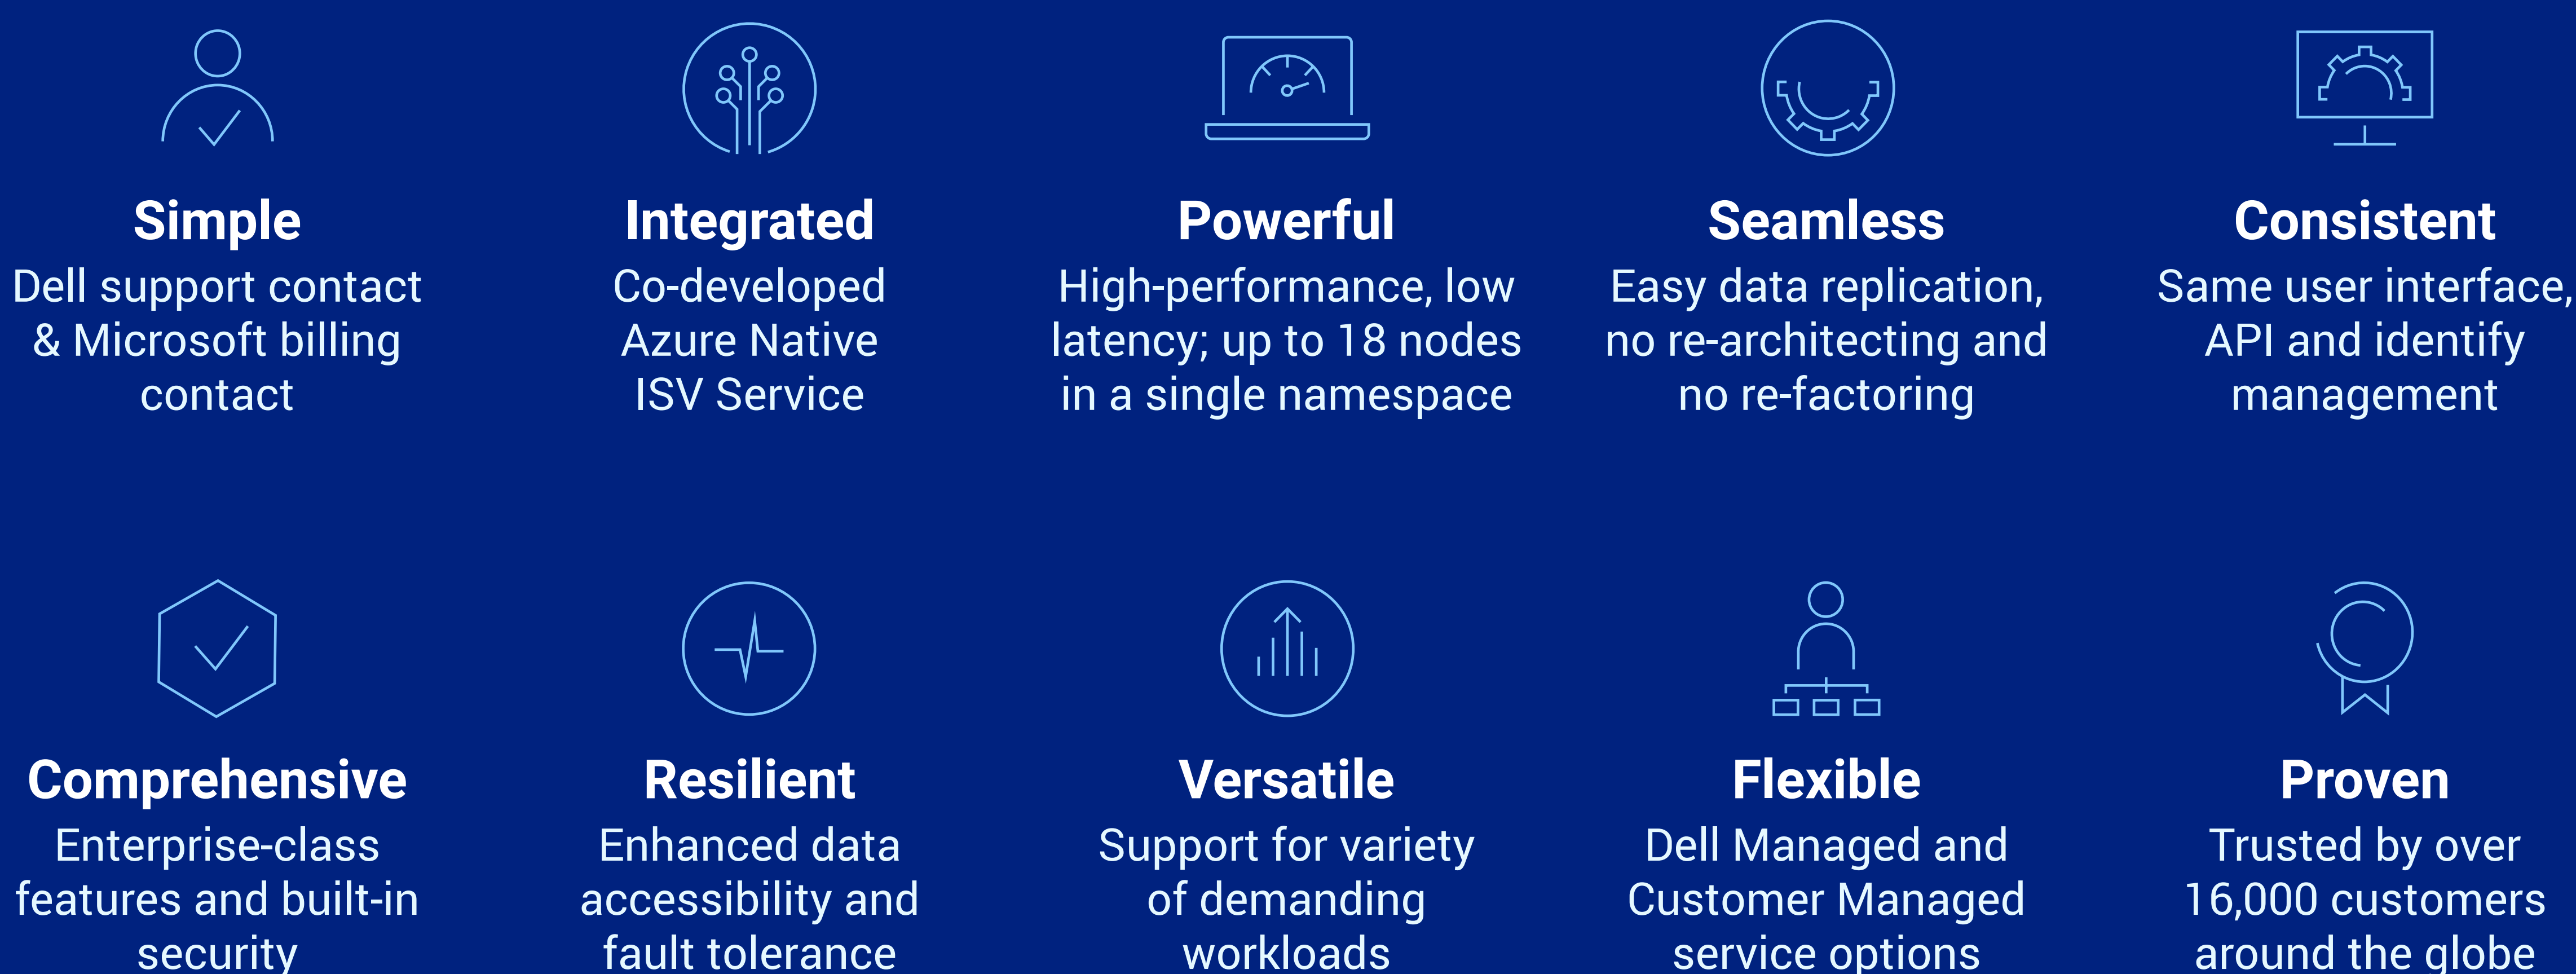 Simple
Dell support contact
& Microsoft billing
contact
Integrated
Co-developed
Azure Native
ISV Service
Powerful
High-performance, low
latency; up to 18 nodes
in a single namespace
Seamless
Easy data replication,
no re-architecting and
no re-factoring
Consistent
Same user interface,
API and identify
management
Comprehensive
Enterprise-class
features and built-in
security
Resilient
Enhanced data
accessibility and
fault tolerance
Versatile
Support for variety
of demanding
workloads
Flexible
Dell Managed and
Customer Managed
service options
Proven
Trusted by over
16,000 customers
around the globe